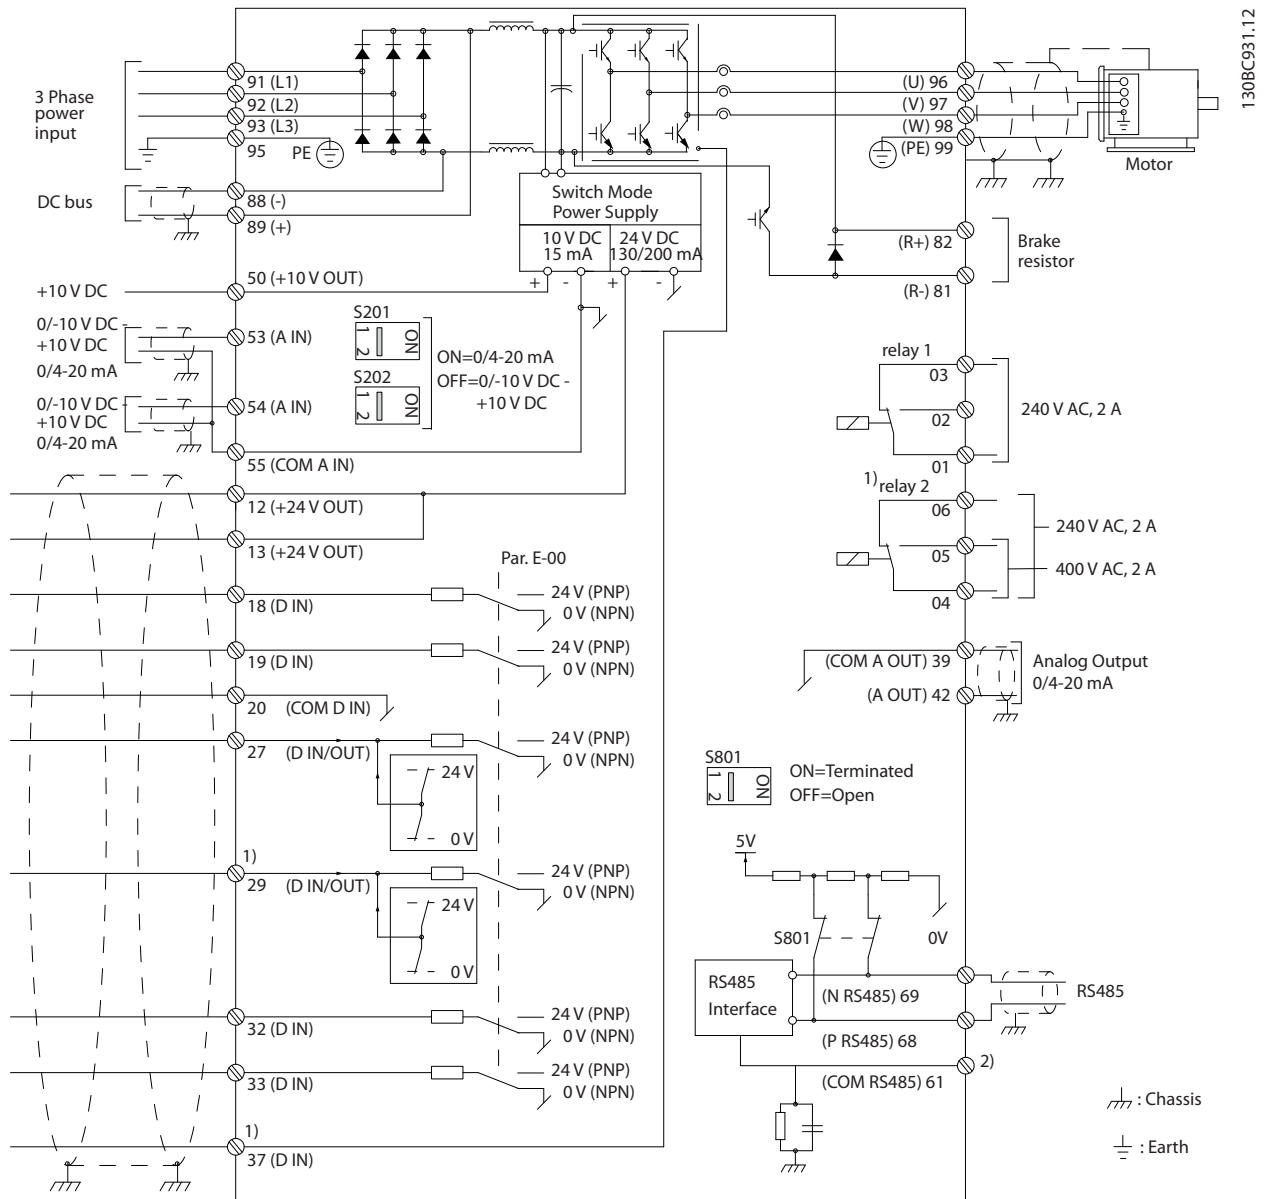 130BC931.12
3 Phase
power
input
91 (L1)
92 (L2)
93 (L3)
95
PE
(U) 96
(V) 97
(W) 98
(PE) 99
Motor
DC bus
88 (-)
89 (+)
Switch Mode
Power Supply
10 V DC
15 mA
24 V DC
130/200 mA
+
-
+
-
(R+) 82
(R-) 81
Brake
resistor
+10 V DC
50 (+10 V OUT)
0/-10 V DC -
+10 V DC
0/4-20 mA
53 (A IN)
S201
1
2
ON
S202
1
2
ON
ON=0/4-20 mA
OFF=0/-10 V DC -
+10 V DC
0/-10 V DC -
+10 V DC
0/4-20 mA
54 (A IN)
55 (COM A IN)
relay 1
03
02
01
240 V AC, 2 A
1)
relay 2
06
05
04
240 V AC, 2 A
400 V AC, 2 A
12 (+24 V OUT)
13 (+24 V OUT)
Par. E-00
18 (D IN)
24 V (PNP)
0 V (NPN)
19 (D IN)
24 V (PNP)
0 V (NPN)
20 (COM D IN)
27 (D IN/OUT)
24 V (PNP)
0 V (NPN)
24 V
0 V
1)
29 (D IN/OUT)
24 V (PNP)
0 V (NPN)
24 V
0 V
32 (D IN)
24 V (PNP)
0 V (NPN)
33 (D IN)
24 V (PNP)
0 V (NPN)
1)
37 (D IN)
(COM A OUT) 39
(A OUT) 42
Analog Output
0/4-20 mA
S801
1
2
ON
ON=Terminated
OFF=Open
5V
S801
0V
RS485
Interface
(N RS485) 69
(P RS485) 68
(COM RS485) 61
2)
RS485
: Chassis
: Earth